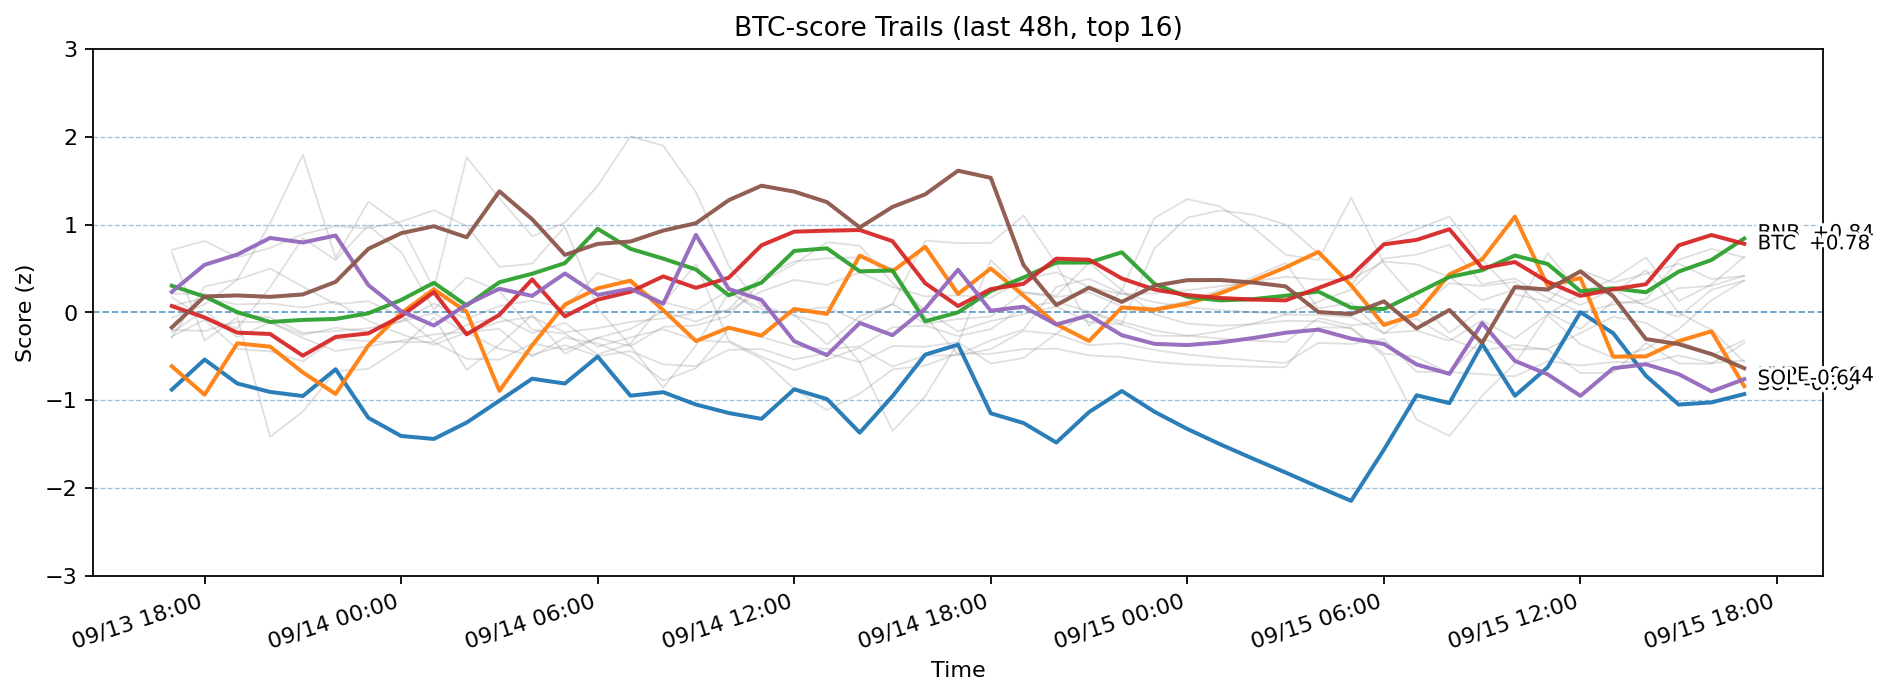 BTC-score Trails (last 48h, top 16)
Score (z)
3
2
1
0
−1
−2
−3
BNB +0.84
BTC +0.78
SOL
09/13 18:00
09/14 00:00
09/14 06:00
09/14 12:00
09/14 18:00
09/15 00:00
09/15 06:00
09/15 12:00
09/15 18:00
Time